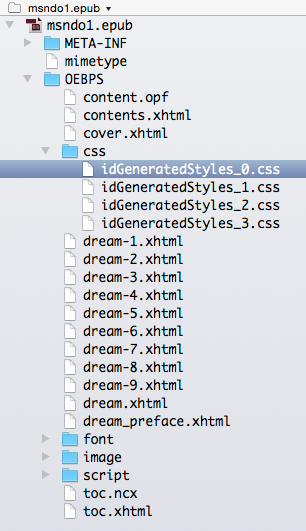 msndo1.epub
msndo1.epub
META-INF
mimetype
OEBPS
content.opf
contents.xhtml
cover.xhtml
css
idGeneratedStyles_0.css
idGeneratedStyles_1.css
idGeneratedStyles_2.css
idGeneratedStyles_3.css
dream-1.xhtml
dream-2.xhtml
dream-3.xhtml
dream-4.xhtml
dream-5.xhtml
dream-6.xhtml
dream-7.xhtml
dream-8.xhtml
dream-9.xhtml
dream.xhtml
dream_preface.xhtml
font
image
script
toc.ncx
toc.xhtml